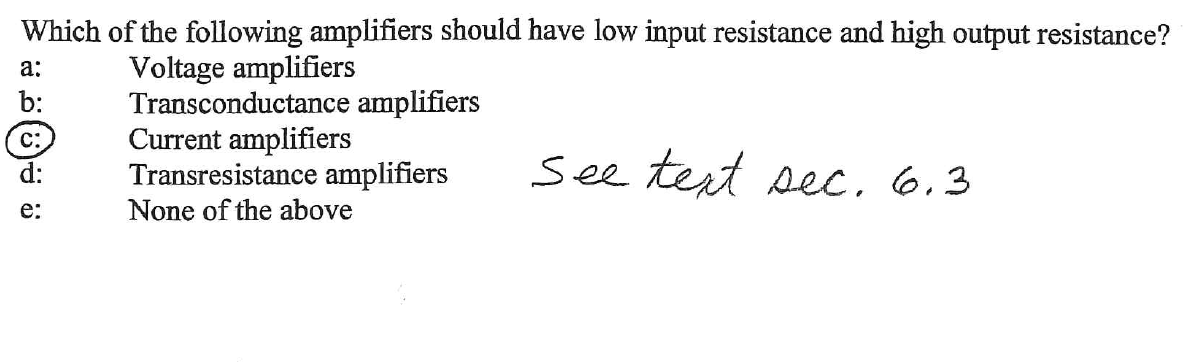 Which of the following amplifiers should have low input resistance and high output resistance?
a: Voltage amplifiers
b: Transconductance amplifiers
c: Current amplifiers
d: Transresistance amplifiers
e: None of the above
See text sec. 6.3